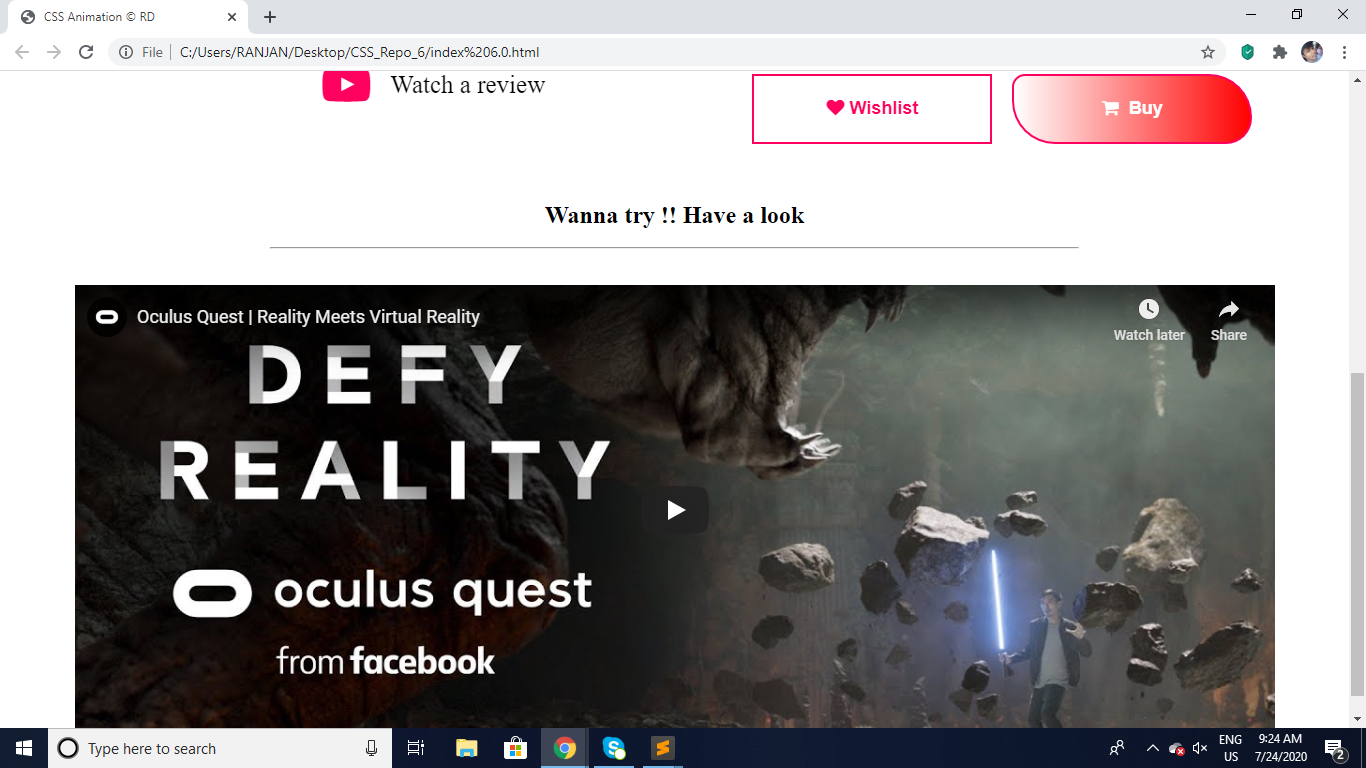 CSS Animation © RD
File
C:/Users/RANJAN/Desktop/CSS_Repo_6/index%206.0.html
Watch a review
Wishlist
Buy
Wanna try !! Have a look
Oculus Quest | Reality Meets Virtual Reality
Watch later
Share
DEFY
REALITY
oculus quest
from facebook
Type here to search
ENG
US
9:24 AM
7/24/2020
2